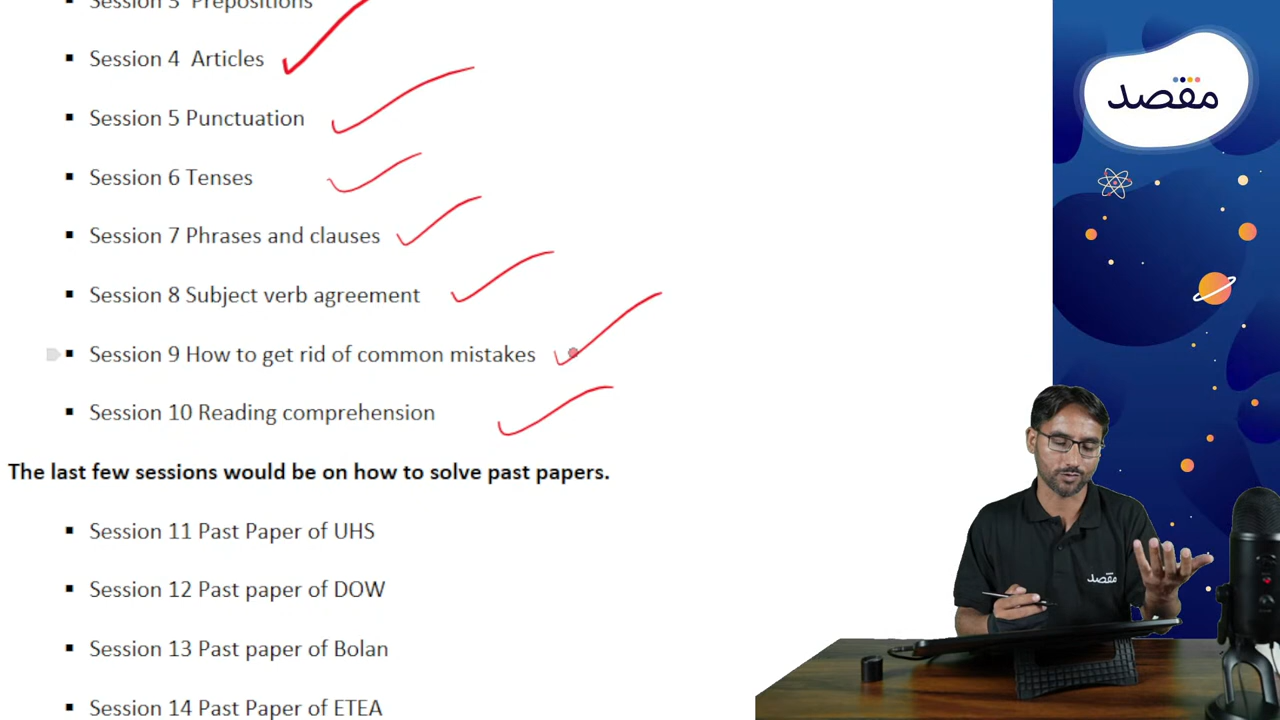 Session 3 Prepositions
Session 4 Articles
Session 5 Punctuation
Session 6 Tenses
Session 7 Phrases and clauses
Session 8 Subject verb agreement
Session 9 How to get rid of common mistakes
Session 10 Reading comprehension
The last few sessions would be on how to solve past papers.
Session 11 Past Paper of UHS
Session 12 Past paper of DOW
Session 13 Past paper of Bolan
Session 14 Past Paper of ETEA
مقصد
مقصد